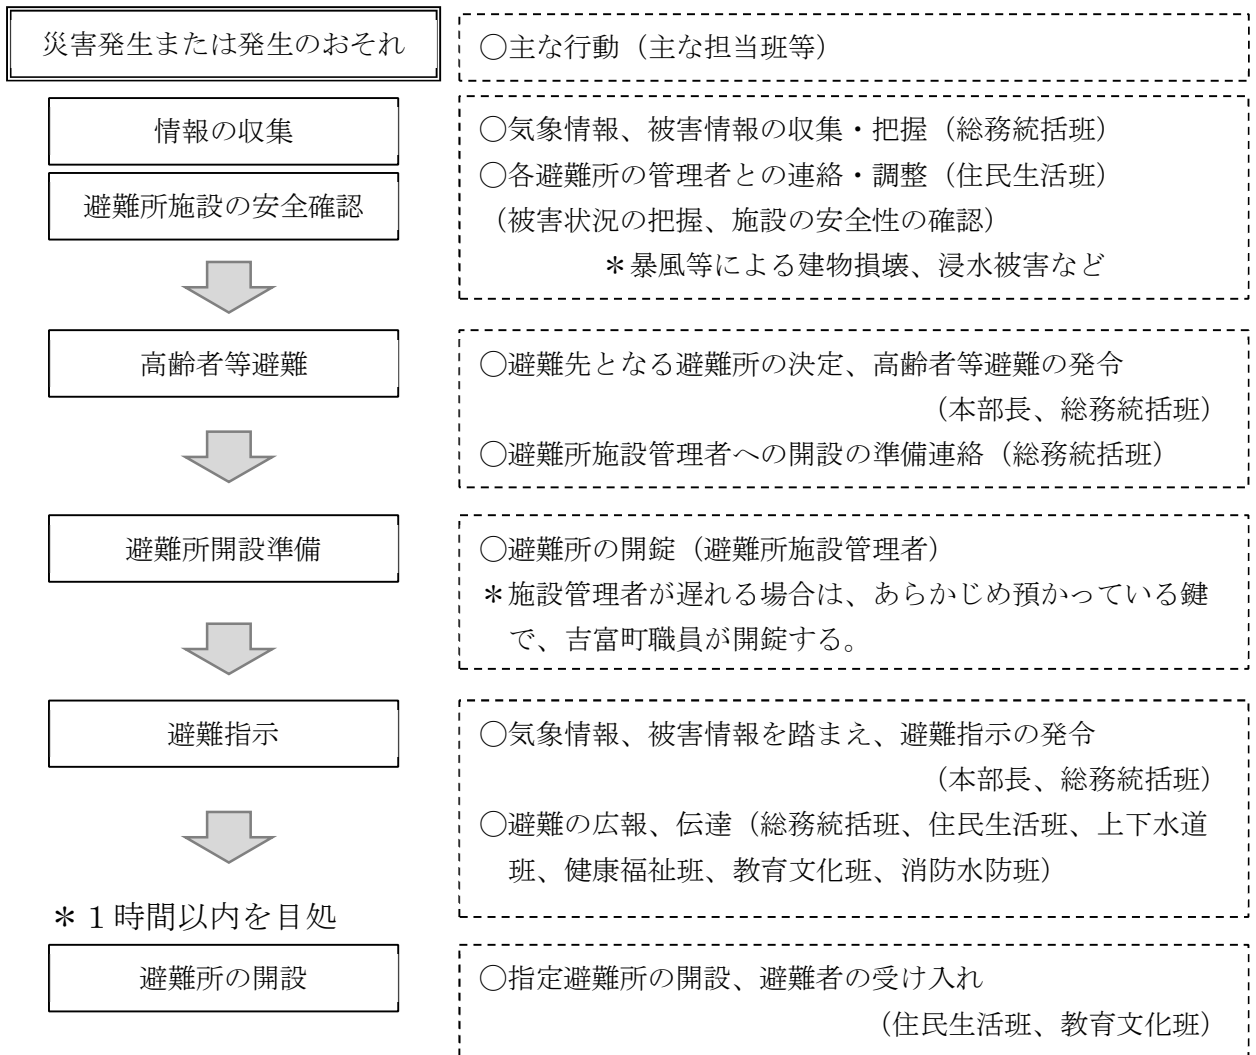 災害発生または発生のおそれ
○主な行動（主な担当班等）
情報の収集
避難所施設の安全確認
○気象情報、被害情報の収集・把握（総務統括班）
○各避難所の管理者との連絡・調整（住民生活班）
（被害状況の把握、施設の安全性の確認）
＊暴風等による建物損壊、浸水被害など
高齢者等避難
○避難先となる避難所の決定、高齢者等避難の発令
（本部長、総務統括班）
○避難所施設管理者への開設の準備連絡（総務統括班）
避難所開設準備
○避難所の開錠（避難所施設管理者）
＊施設管理者が遅れる場合は、あらかじめ預かっている鍵
で、吉富町職員が開錠する。
避難指示
○気象情報、被害情報を踏まえ、避難指示の発令
（本部長、総務統括班）
○避難の広報、伝達（総務統括班、住民生活班、上下水道
班、健康福祉班、教育文化班、消防水防班）
＊１時間以内を目処
避難所の開設
○指定避難所の開設、避難者の受け入れ
（住民生活班、教育文化班）